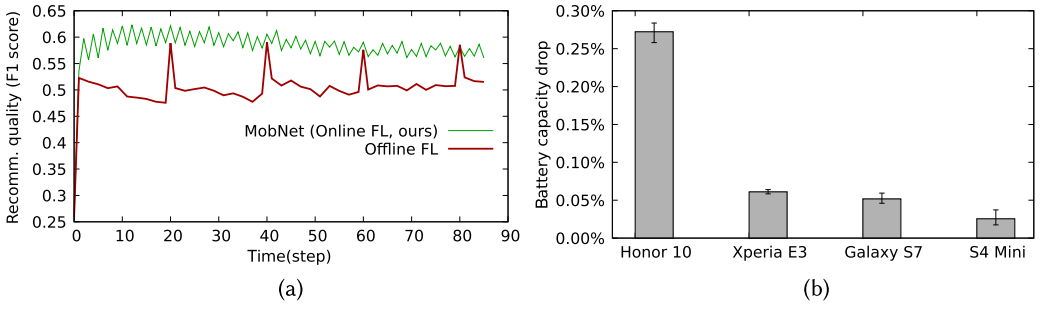 Recomm. quality (F1 score)
0.65
0.6
0.55
0.5
0.45
0.4
0.35
0.3
0.25
MobNet (Online FL, ours)
Offline FL
0 10 20 30 40 50 60 70 80 90
Time(step)
(a)
Battery capacity drop
0.30%
0.25%
0.20%
0.15%
0.10%
0.05%
0.00%
Honor 10 Xperia E3 Galaxy S7 S4 Mini
(b)